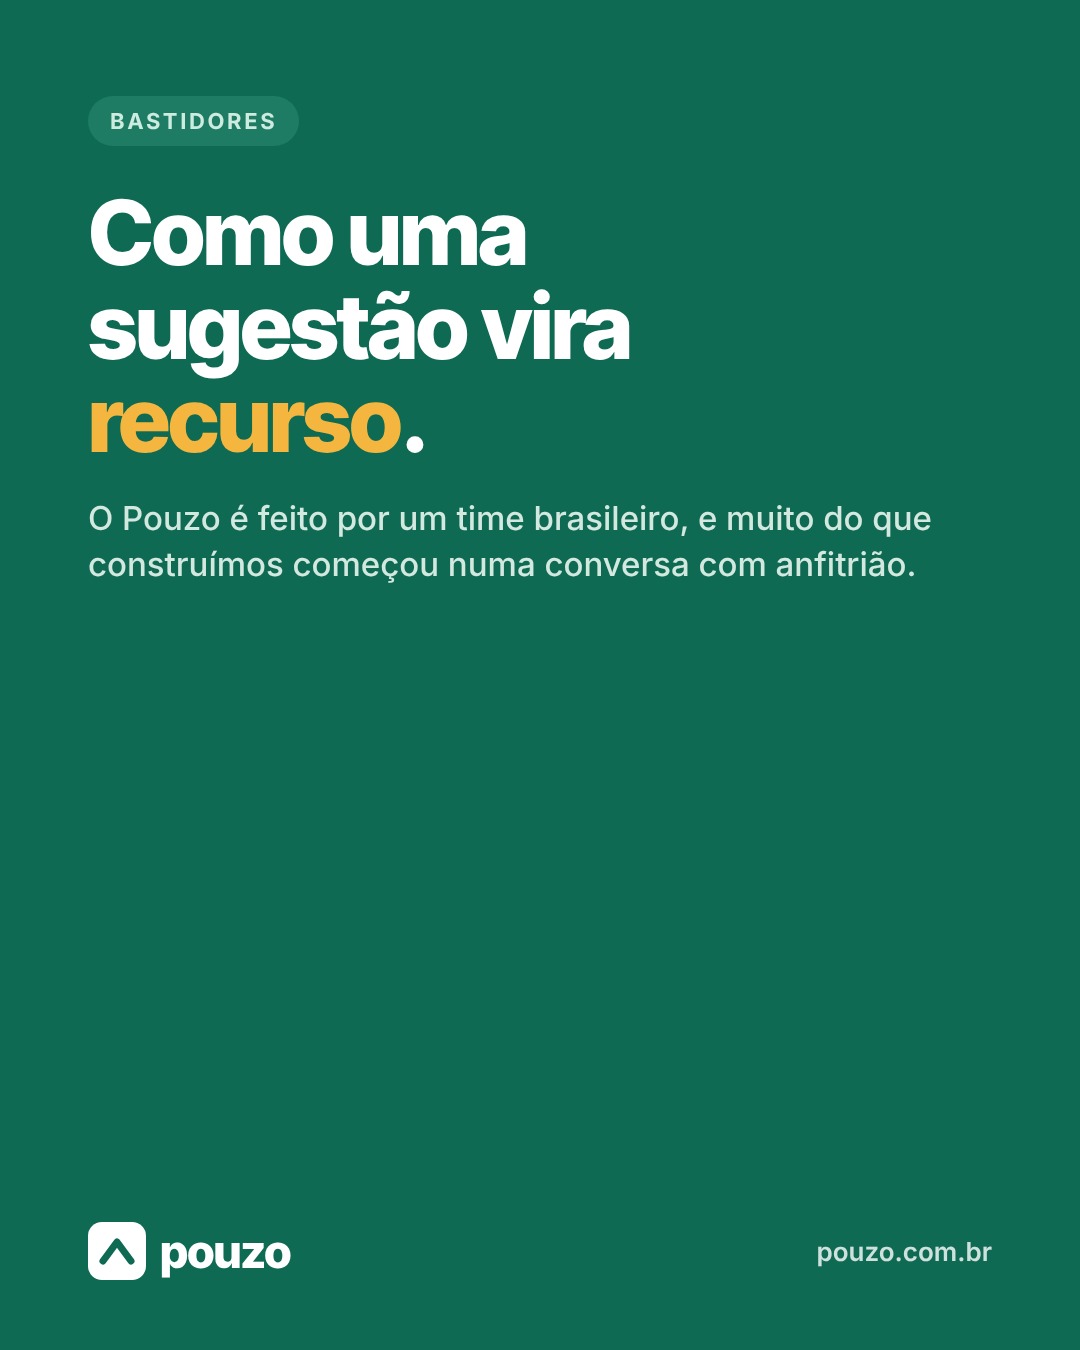 BASTIDORES
Como uma
sugestão vira
recurso.
O Pouzo é feito por um time brasileiro, e muito do que
construímos começou numa conversa com anfitrião.
pouzo
pouzo.com.br